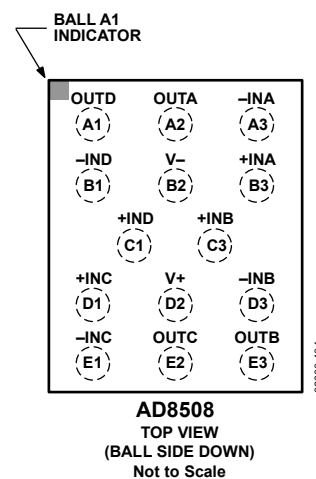 BALL A1
INDICATOR
OUTD OUTA –INA
A1 A2 A3
–IND V– +INA
B1 B2 B3
+IND +INB
C1 C3
+INC V+ –INB
D1 D2 D3
–INC OUTC OUTB
E1 E2 E3
AD8508
TOP VIEW
(BALL SIDE DOWN)
Not to Scale